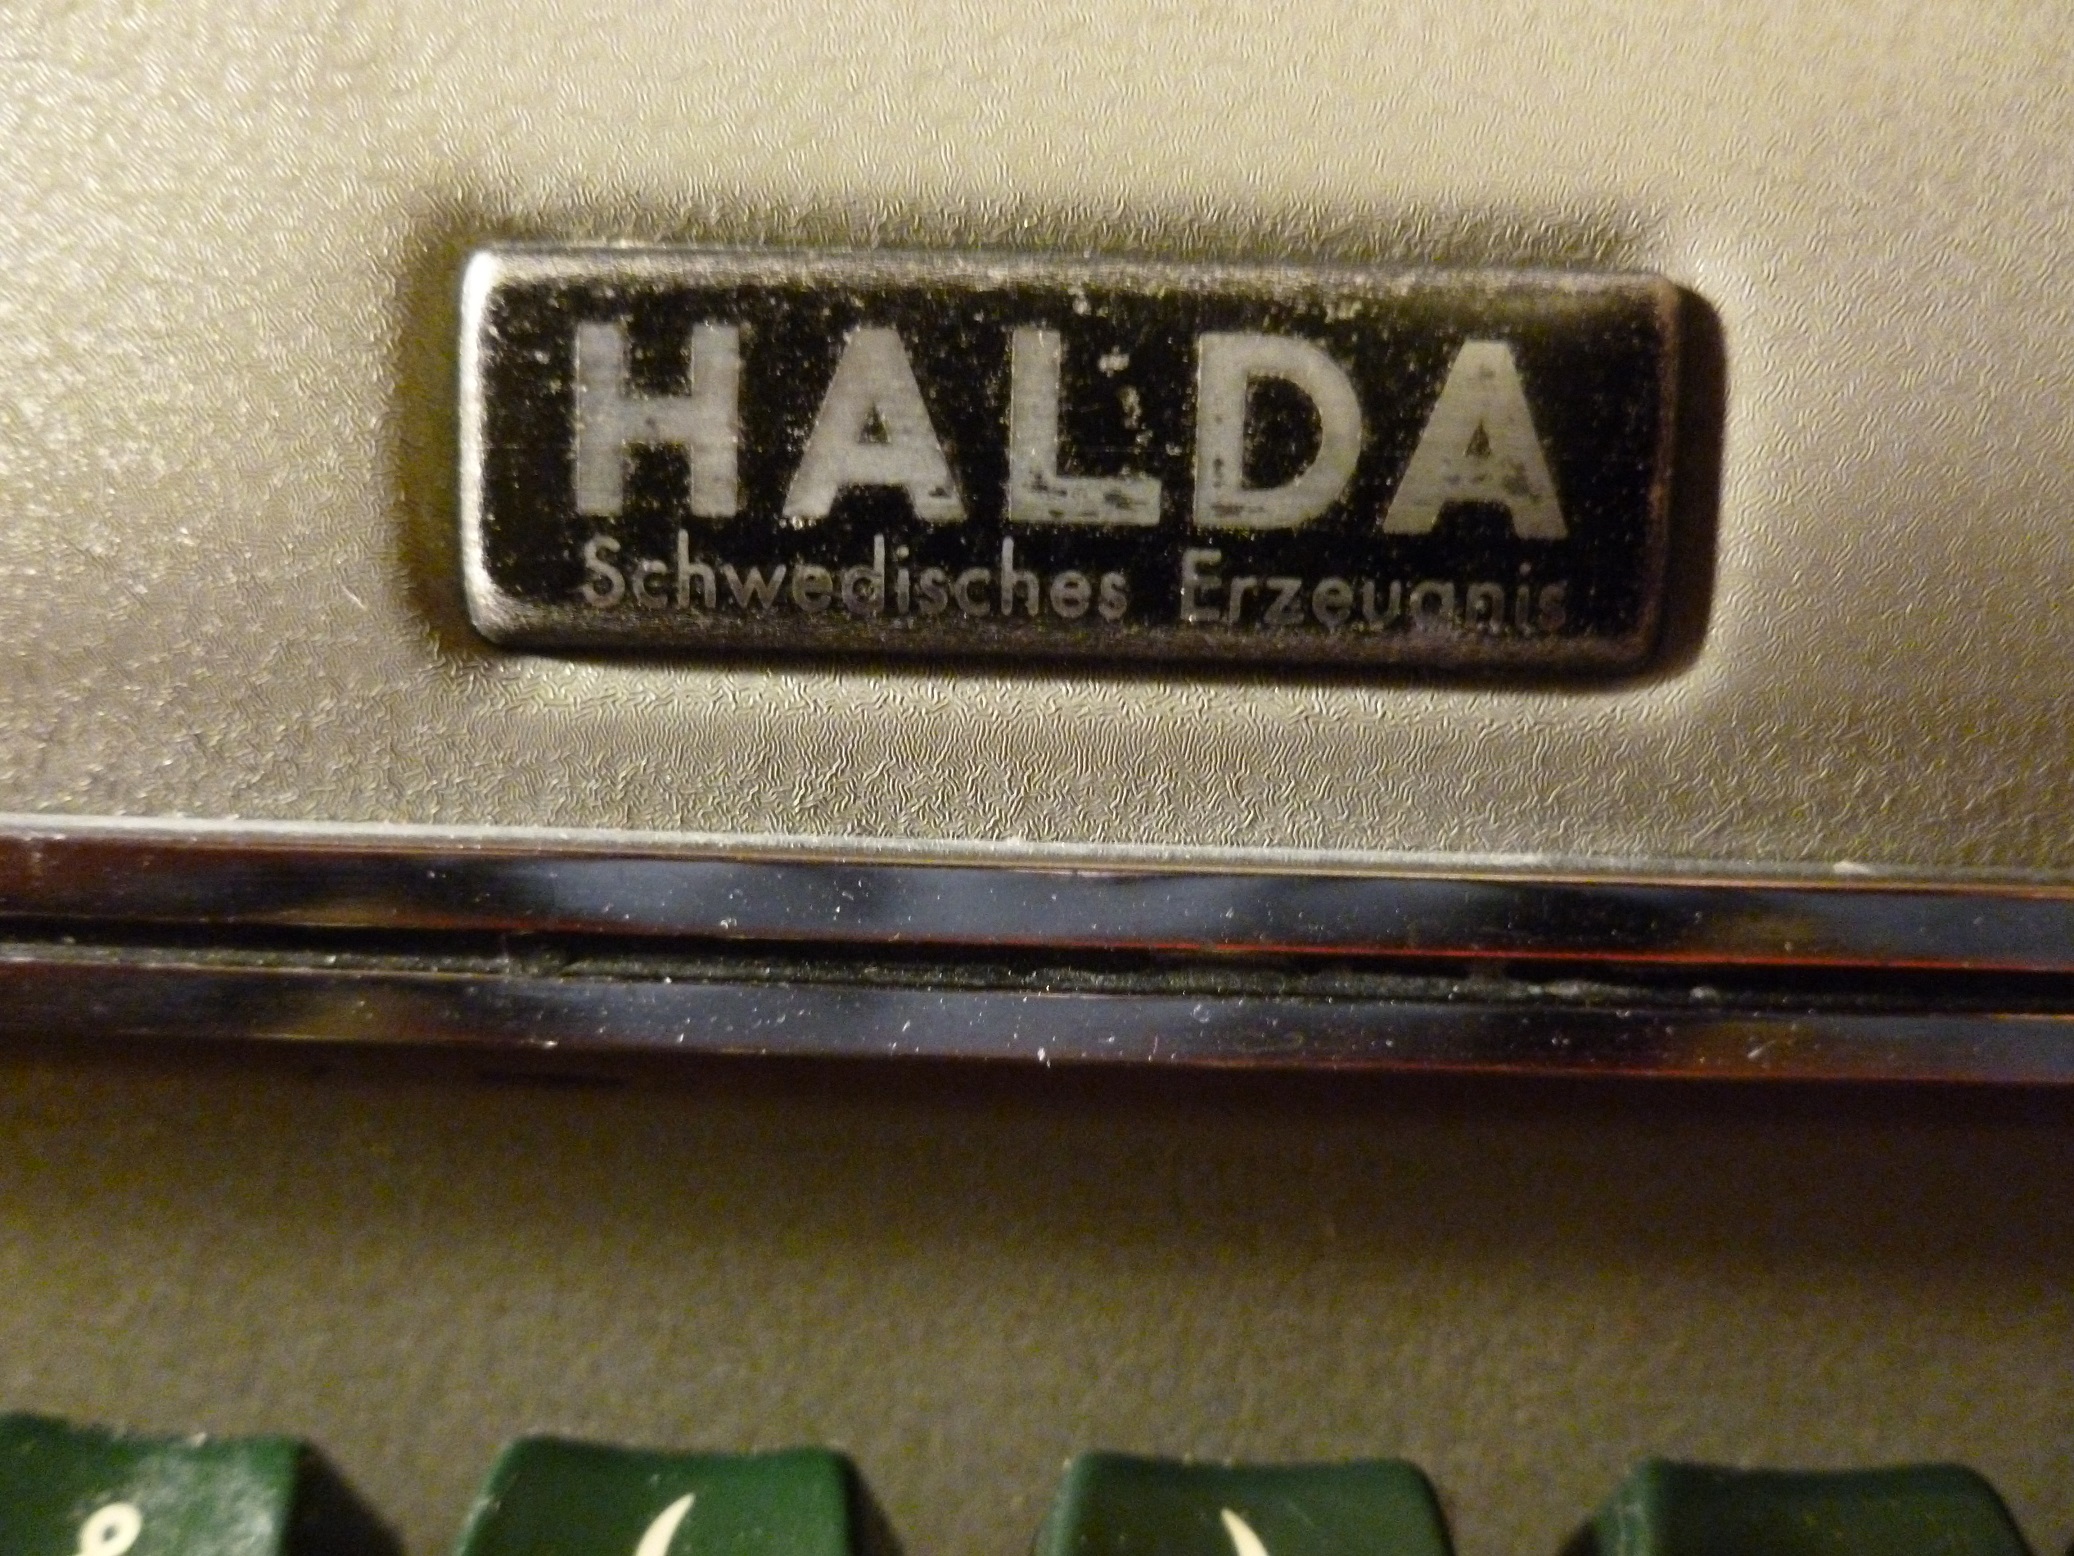 HALDA
Schwedisches Erzeugnis
( )